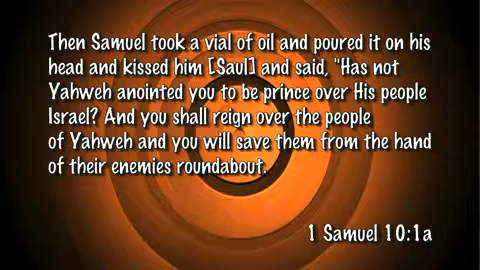 Then Samuel took a vial of oil and poured it on his
head and kissed him [Saul] and said, "Has not
Yahweh anointed you to be prince over His people
Israel? And you shall reign over the people
of Yahweh and you will save them from the hand
of their enemies roundabout.
1 Samuel 10:1a